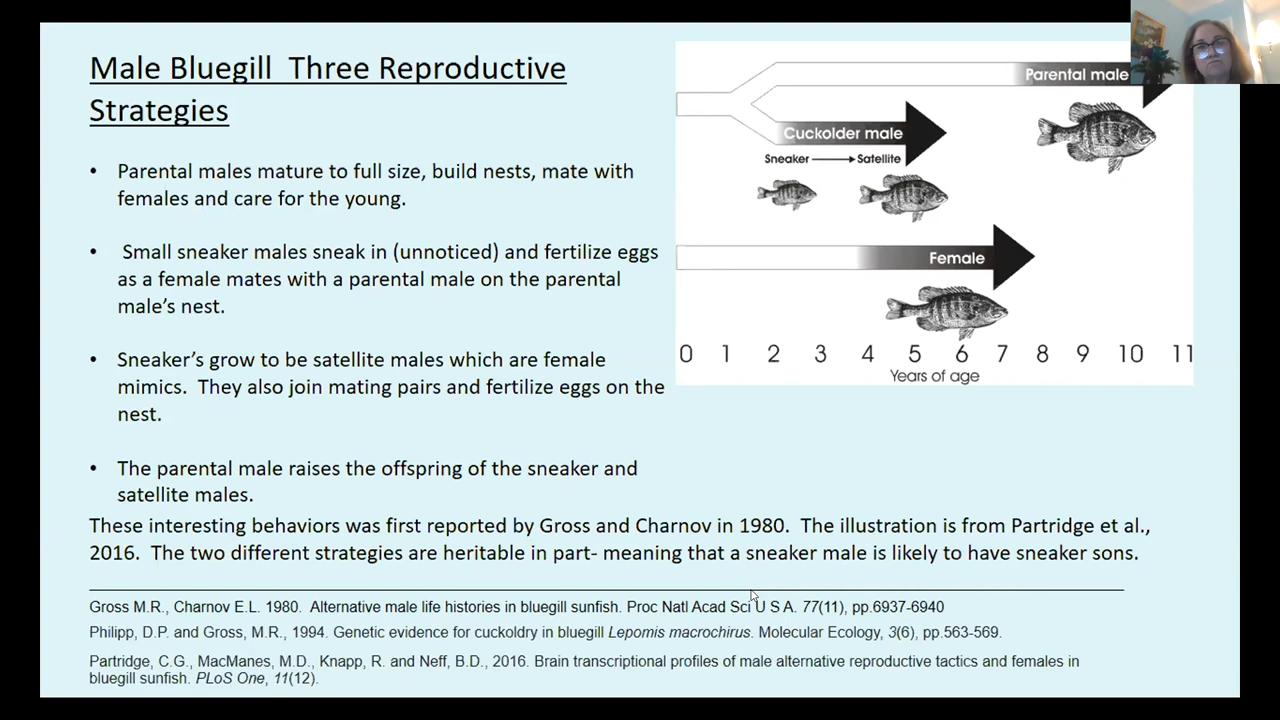 Male Bluegill  Three Reproductive
Strategies
• Parental males mature to full size, build nests, mate with
females and care for the young.
• Small sneaker males sneak in (unnoticed) and fertilize eggs
as a female mates with a parental male on the parental
male's nest.
• Sneaker's grow to be satellite males which are female
mimics.  They also join mating pairs and fertilize eggs on the
nest.
• The parental male raises the offspring of the sneaker and
satellite males.
These interesting behaviors was first reported by Gross and Charnov in 1980.  The illustration is from Partridge et al.,
2016.  The two different strategies are heritable in part- meaning that a sneaker male is likely to have sneaker sons.
Parental male
Cuckolder male
Sneaker → Satellite
Female
0 1 2 3 4 5 6 7 8 9 10 11
Years of age
Gross M.R., Charnov E.L. 1980.  Alternative male life histories in bluegill sunfish. Proc Natl Acad Sci U S A. 77(11), pp.6937-6940
Philipp, D.P. and Gross, M.R., 1994. Genetic evidence for cuckoldry in bluegill Lepomis macrochirus. Molecular Ecology, 3(6), pp.563-569.
Partridge, C.G., MacManes, M.D., Knapp, R. and Neff, B.D., 2016. Brain transcriptional profiles of male alternative reproductive tactics and females in
bluegill sunfish. PLoS One, 11(12).